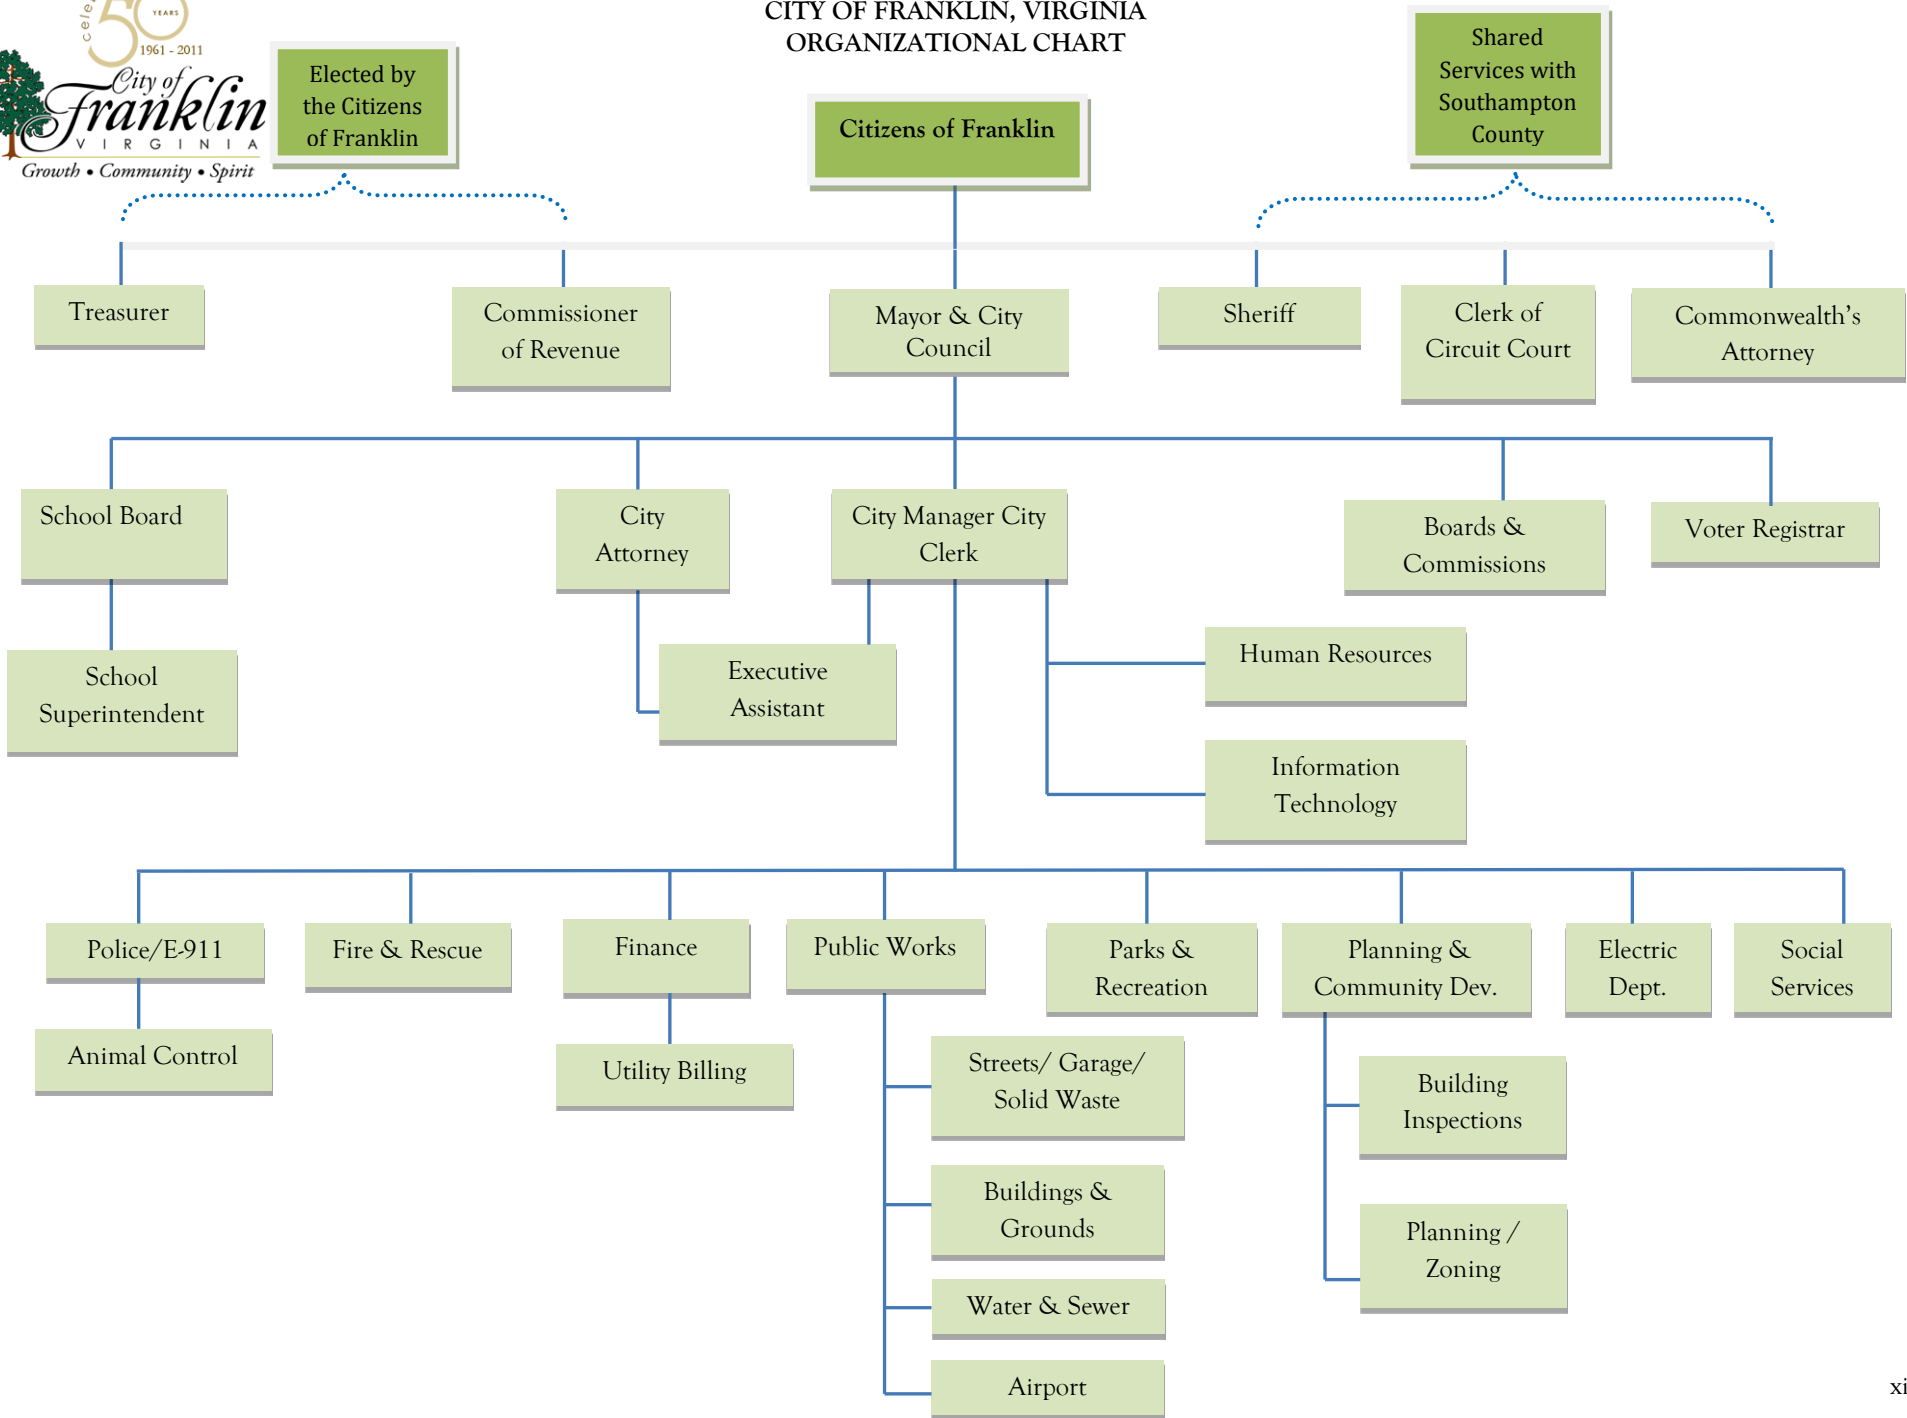 YEARS
1961 - 2011
City of
Franklin
VIRGINIA
Growth • Community • Spirit
CITY OF FRANKLIN, VIRGINIA
ORGANIZATIONAL CHART
Elected by
the Citizens
of Franklin
Citizens of Franklin
Shared
Services with
Southampton
County
Treasurer
Commissioner
of Revenue
Mayor & City
Council
Sheriff
Clerk of
Circuit Court
Commonwealth's
Attorney
School Board
City
Attorney
City Manager City
Clerk
Boards &
Commissions
Voter Registrar
School
Superintendent
Executive
Assistant
Human Resources
Information
Technology
Police/E-911
Fire & Rescue
Finance
Public Works
Parks &
Recreation
Planning &
Community Dev.
Electric
Dept.
Social
Services
Animal Control
Utility Billing
Streets/ Garage/
Solid Waste
Building
Inspections
Buildings &
Grounds
Planning /
Zoning
Water & Sewer
Airport
xi